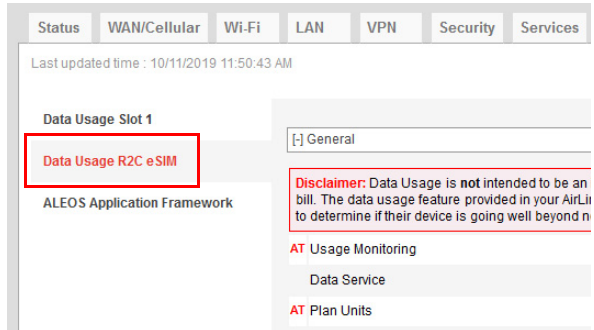 Status WAN/Cellular Wi-Fi LAN VPN Security Services
Last updated time : 10/11/2019 11:50:43 AM
Data Usage Slot 1
Data Usage R2C eSIM
ALEOS Application Framework
[-] General
Disclaimer: Data Usage is not intended to be an
bill. The data usage feature provided in your AirLi
to determine if their device is going well beyond n
AT Usage Monitoring
Data Service
AT Plan Units